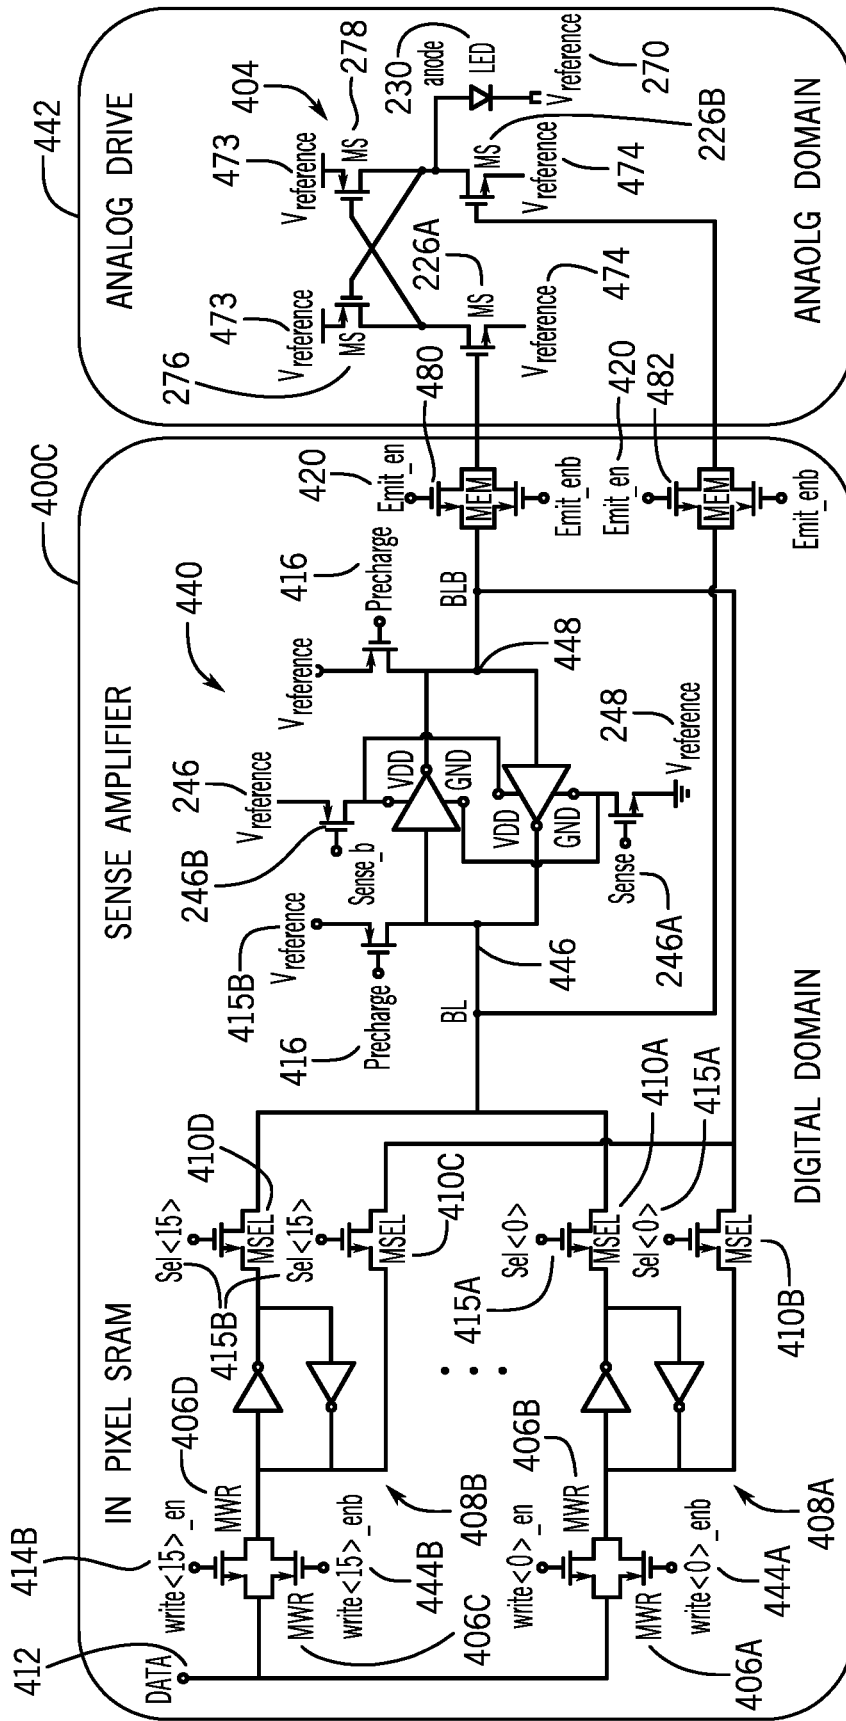 400C
442
IN PIXEL SRAM
SENSE AMPLIFIER
440
ANALOG DRIVE
404
412
DATA
414B
write<15>_en
406D
MWR
MWR
write<15>_enb
444B
406C
408B
Sel<15>
415B
Sel<15>
MSEL
410D
MSEL
410C
write<0>_en
406B
MWR
MWR
write<0>_enb
444A
406A
408A
Sel<0>
415A
MSEL
410A
Sel<0>
415A
MSEL
410B
DIGITAL DOMAIN
415B
Vreference
416
Precharge
BL
446
246
Vreference
246B
Sense_b
VDD
GND
VDD
GND
Sense
246A
248
Vreference
Vreference
416
Precharge
BLB
448
420
Emit_en
480
MEM
Emit_enb
420
Emit_en
482
MEM
Emit_enb
473
Vreference
MS
276
473
Vreference
MS
278
226A
MS
Vreference
474
MS
226B
Vreference
474
230
anode
LED
Vreference
270
ANAOLG DOMAIN